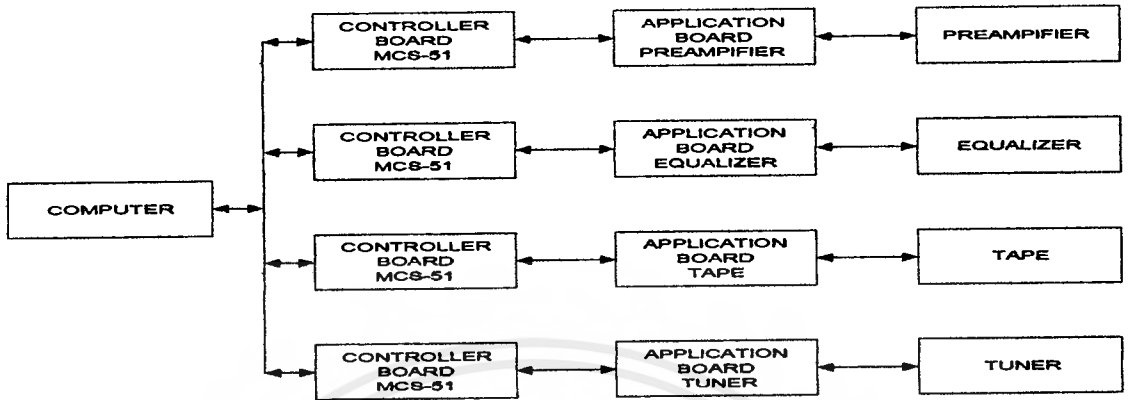 CONTROLLER
BOARD
MCS-51
APPLICATION
BOARD
PREAMPIFIER
PREAMPIFIER
CONTROLLER
BOARD
MCS-51
APPLICATION
BOARD
EQUALIZER
EQUALIZER
COMPUTER
CONTROLLER
BOARD
MCS-51
APPLICATION
BOARD
TAPE
TAPE
CONTROLLER
BOARD
MCS-51
APPLICATION
BOARD
TUNER
TUNER